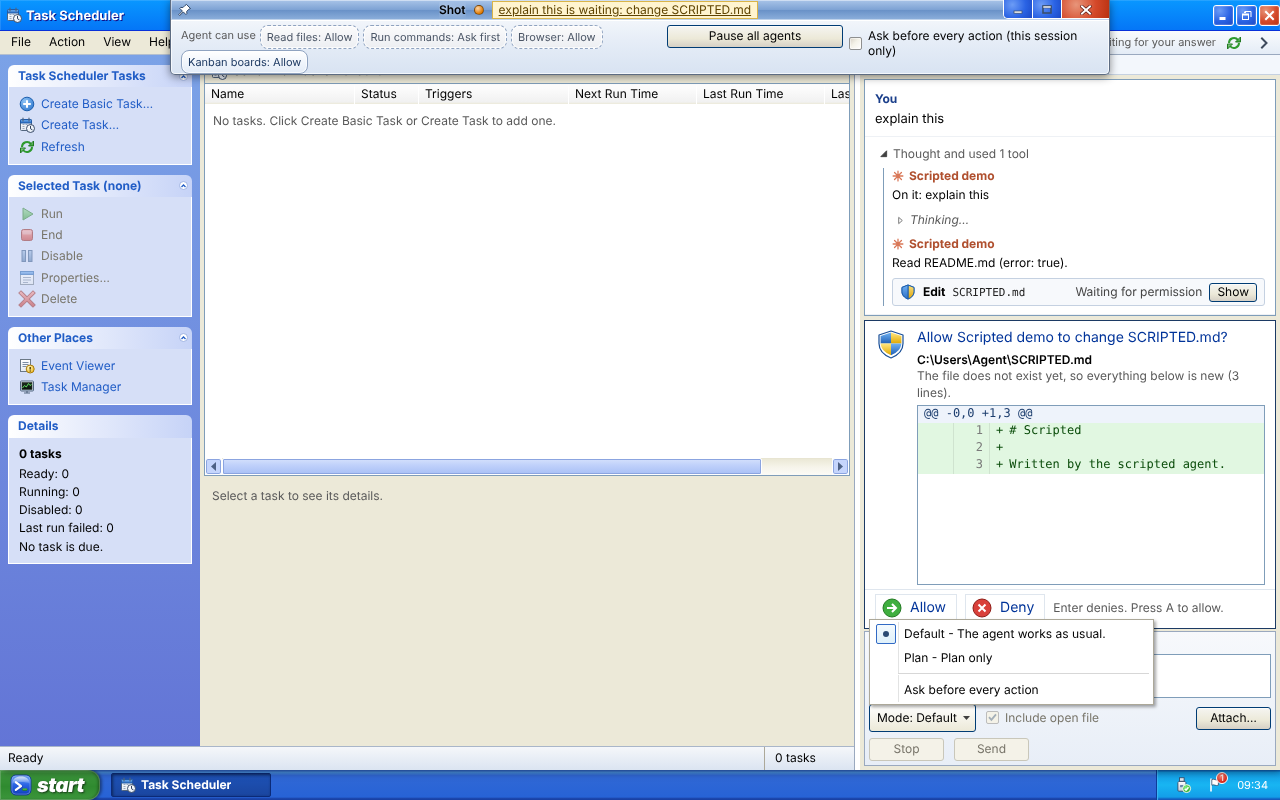 Task Scheduler
Shot
explain this is waiting: change SCRIPTED.md
File Action View
Agent can use
Read files: Allow
Run commands: Ask first
Browser: Allow
Kanban boards: Allow
Pause all agents
Ask before every action (this session only)
iting for your answer
Task Scheduler Tasks
Create Basic Task...
Create Task...
Refresh
Selected Task (none)
Run
End
Disable
Properties...
Delete
Other Places
Event Viewer
Task Manager
Details
0 tasks
Ready: 0
Running: 0
Disabled: 0
Last run failed: 0
No task is due.
Name Status Triggers Next Run Time Last Run Time Las
No tasks. Click Create Basic Task or Create Task to add one.
Select a task to see its details.
You
explain this
Thought and used 1 tool
Scripted demo
On it: explain this
Thinking...
Scripted demo
Read README.md (error: true).
Edit SCRIPTED.md Waiting for permission Show
Allow Scripted demo to change SCRIPTED.md?
C:\Users\Agent\SCRIPTED.md
The file does not exist yet, so everything below is new (3
lines).
@@ -0,0 +1,3 @@
1 + # Scripted
2 +
3 + Written by the scripted agent.
Allow Deny Enter denies. Press A to allow.
Default - The agent works as usual.
Plan - Plan only
Ask before every action
Mode: Default Include open file Attach...
Stop Send
Ready 0 tasks
start Task Scheduler 1 09:34